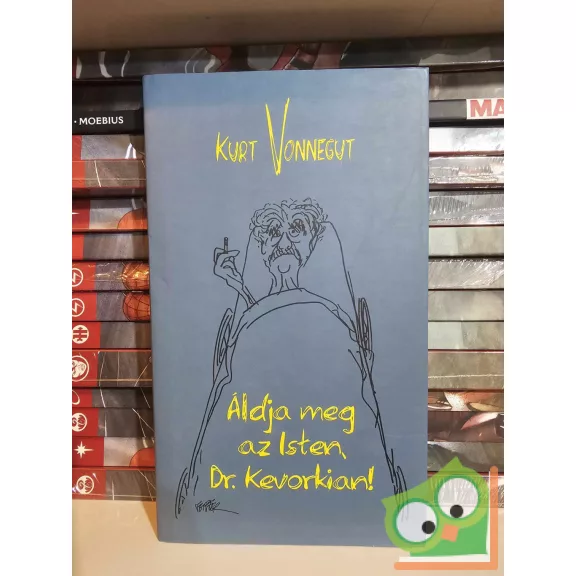 • MOEBIUS
MA
KURT VONNEGUT
Áldja meg
az Isten,
Dr. Kevorkian!